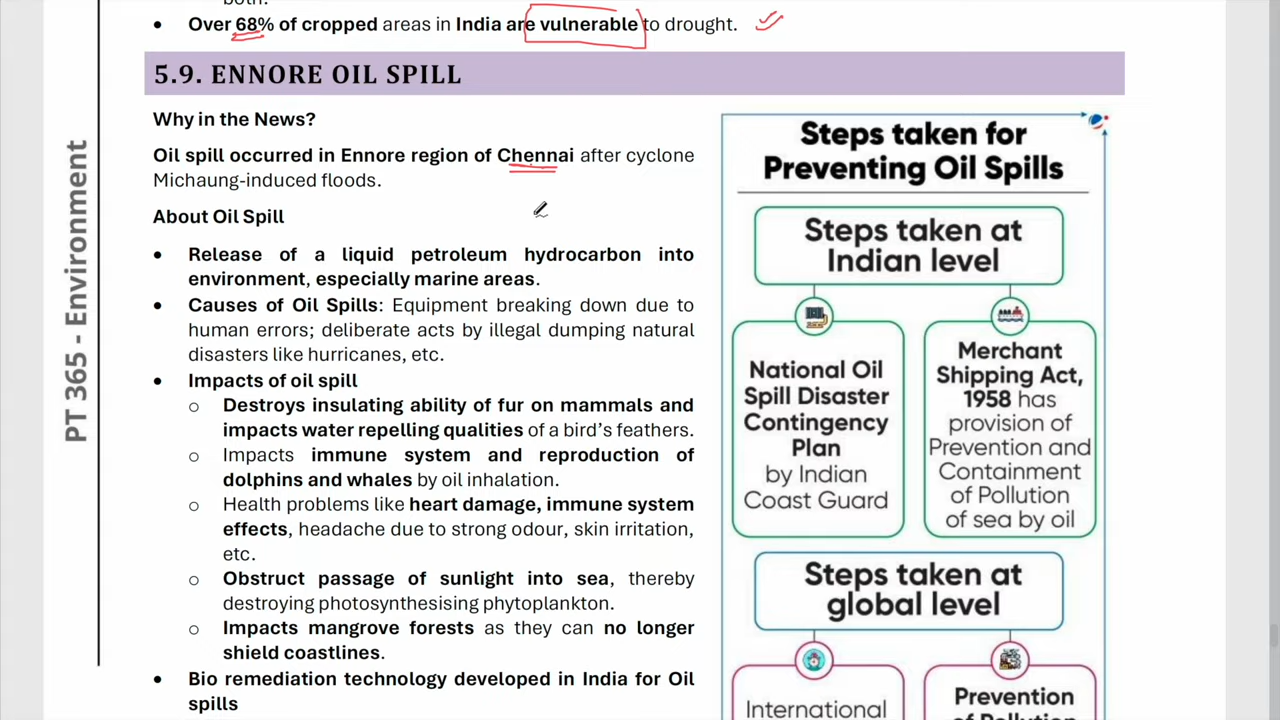 both.
• Over 68% of cropped areas in India are vulnerable to drought.
5.9. ENNORE OIL SPILL
Why in the News?
Oil spill occurred in Ennore region of Chennai after cyclone
Michaung-induced floods.
About Oil Spill
• Release of a liquid petroleum hydrocarbon into
environment, especially marine areas.
• Causes of Oil Spills: Equipment breaking down due to
human errors; deliberate acts by illegal dumping natural
disasters like hurricanes, etc.
• Impacts of oil spill
o Destroys insulating ability of fur on mammals and
impacts water repelling qualities of a bird's feathers.
o Impacts immune system and reproduction of
dolphins and whales by oil inhalation.
o Health problems like heart damage, immune system
effects, headache due to strong odour, skin irritation,
etc.
o Obstruct passage of sunlight into sea, thereby
destroying photosynthesising phytoplankton.
o Impacts mangrove forests as they can no longer
shield coastlines.
• Bio remediation technology developed in India for Oil
spills
Steps taken for
Preventing Oil Spills
Steps taken at
Indian level
National Oil
Spill Disaster
Contingency
Plan
by Indian
Coast Guard
Merchant
Shipping Act,
1958 has
provision of
Prevention and
Containment
of Pollution
of sea by oil
Steps taken at
global level
International
Prevention
of Pollution
PT 365 - Environment